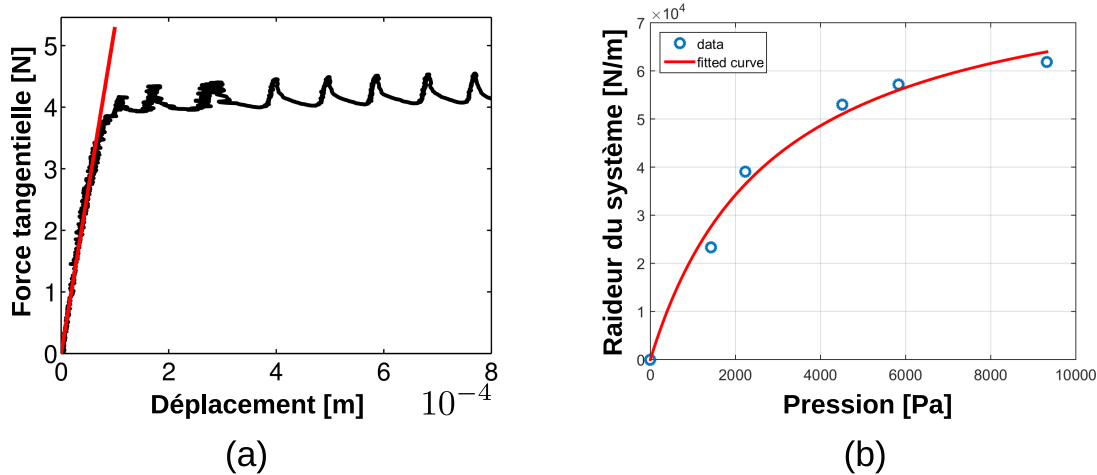 Force tangentielle [N]
5
4
3
2
1
0
0 2 4 6 8
Déplacement [m] 10⁻⁴
(a)
×10⁴
Raideur du système [N/m]
7
6
5
4
3
2
1
0
data
fitted curve
0 2000 4000 6000 8000 10000
Pression [Pa]
(b)